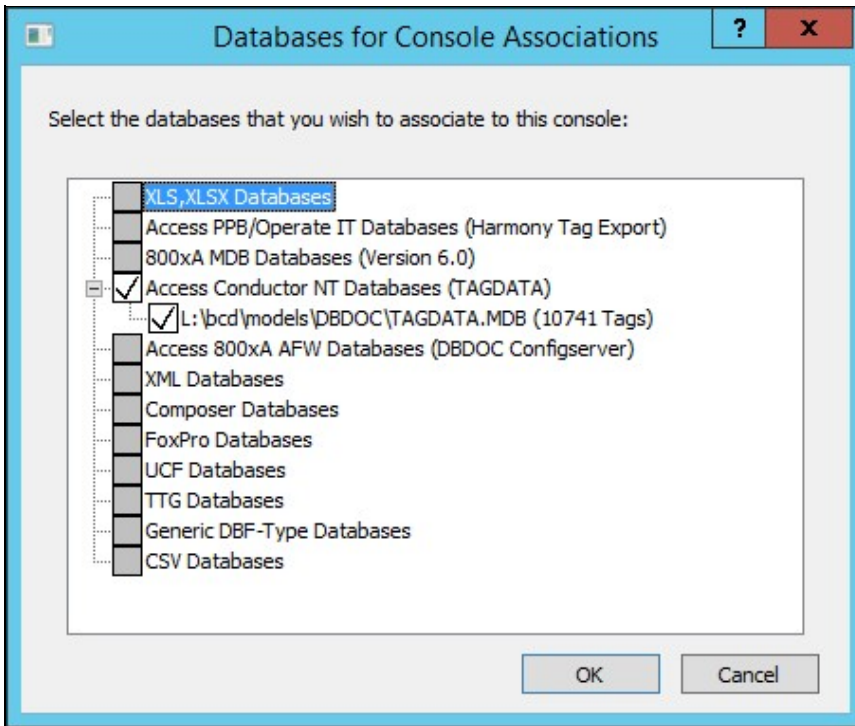 Databases for Console Associations
?
x
Select the databases that you wish to associate to this console:
XLS,XLSX Databases
Access PPB/Operate IT Databases (Harmony Tag Export)
800xA MDB Databases (Version 6.0)
Access Conductor NT Databases (TAGDATA)
L:\bcd\models\DBDOC\TAGDATA.MDB (10741 Tags)
Access 800xA AFW Databases (DBDOC Configserver)
XML Databases
Composer Databases
FoxPro Databases
UCF Databases
TTG Databases
Generic DBF-Type Databases
CSV Databases
OK
Cancel